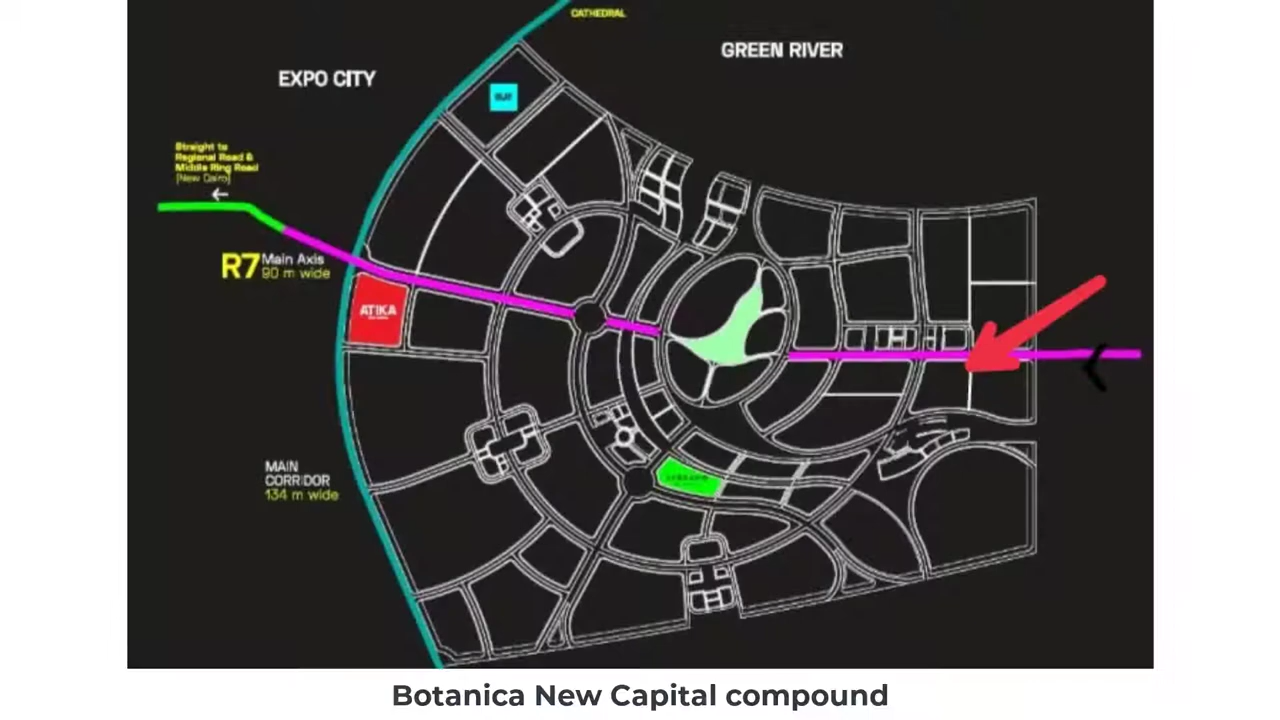 CATHEDRAL
GREEN RIVER
EXPO CITY
Straight to
Regional Road &
Middle Ring Road
(New Cairo)
R7 Main Axis
90 m wide
ATIKA
MAIN
CORRIDOR
134 m wide
Botanica New Capital compound